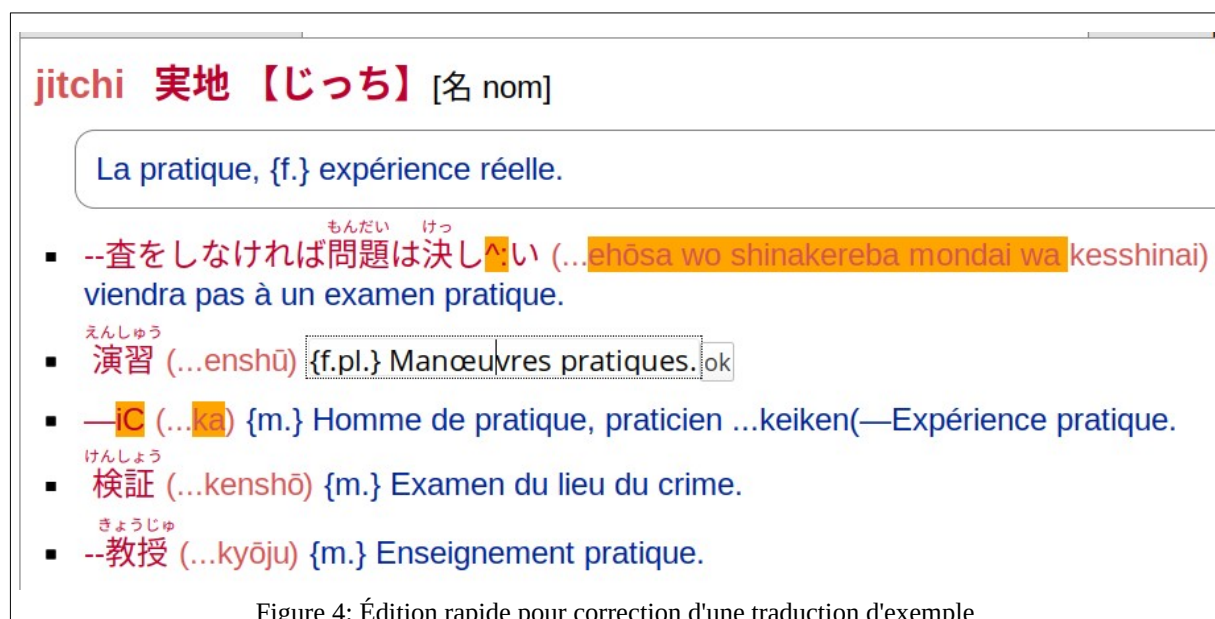 jitchi 実地 【じっち】 [名 nom]
La pratique, {f.} expérience réelle.
もんだい けっ
--査をしなければ問題は決し^:い (...ehōsa wo shinakereba mondai wa kesshinai)
viendra pas à un examen pratique.
えんしゅう
演習 (...enshū) {f.pl.} Manœuvres pratiques. ok
—iC (...ka) {m.} Homme de pratique, praticien ...keiken(—Expérience pratique.
けんしょう
検証 (...kenshō) {m.} Examen du lieu du crime.
きょうじゅ
--教授 (...kyōju) {m.} Enseignement pratique.
Figure 4: Édition rapide pour correction d'une traduction d'exemple